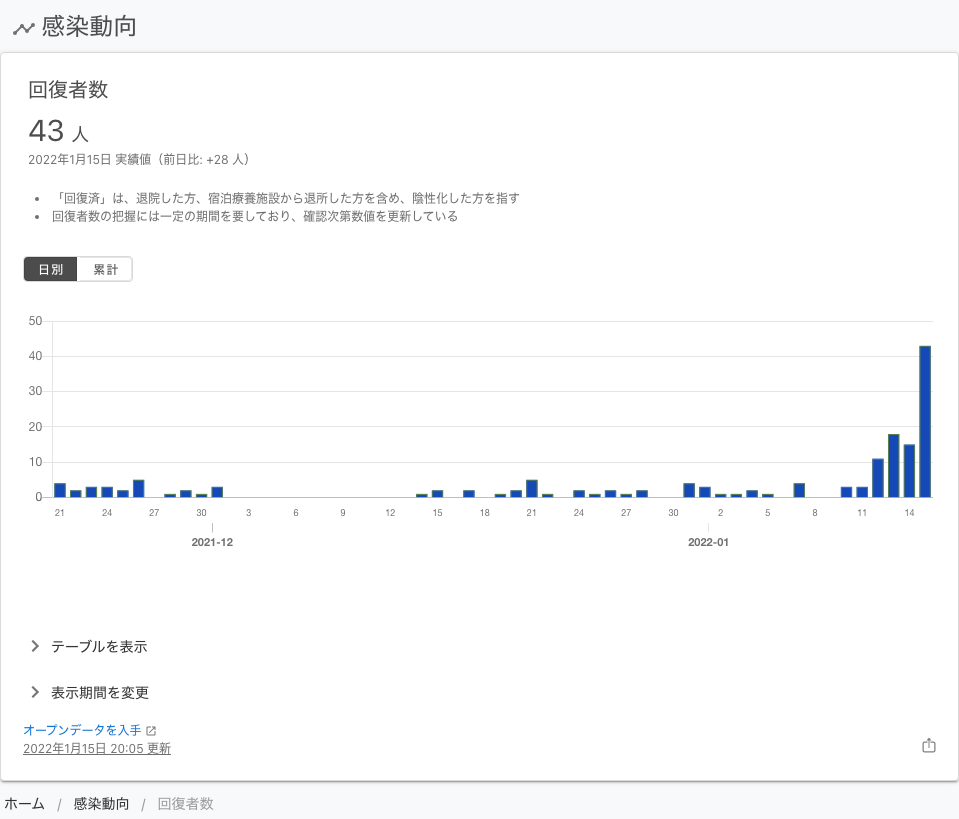 感染動向
回復者数
43 人
2022年1月15日 実績値（前日比: +28 人）
• 「回復済」は、退院した方、宿泊療養施設から退所した方を含め、陰性化した方を指す
• 回復者数の把握には一定の期間を要しており、確認次第数値を更新している
日別 累計
50
40
30
20
10
0
21 24 27 30 3 6 9 12 15 18 21 24 27 30 2 5 8 11 14
2021-12 2022-01
テーブルを表示
表示期間を変更
オープンデータを入手
2022年1月15日 20:05 更新
ホーム / 感染動向 / 回復者数